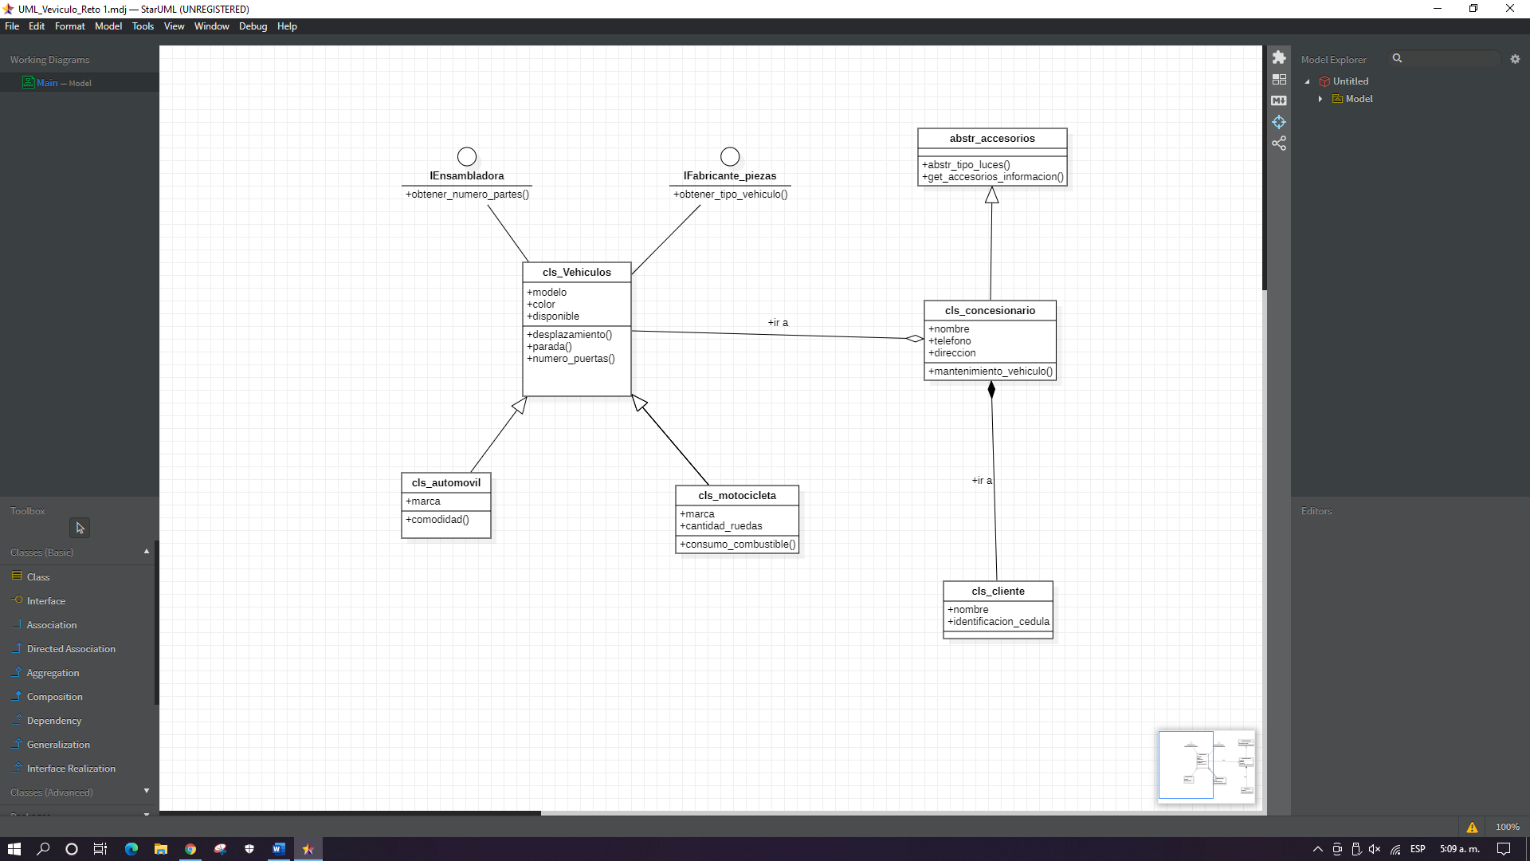 UML_Veviculo_Reto 1.mdj — StarUML (UNREGISTERED)
File Edit Format Model Tools View Window Debug Help
Working Diagrams
Main — Model
Toolbox
Classes (Basic)
Class
Interface
Association
Directed Association
Aggregation
Composition
Dependency
Generalization
Interface Realization
Classes (Advanced)
IEnsambladora
+obtener_numero_partes()
IFabricante_piezas
+obtener_tipo_vehiculo()
abstr_accesorios
+abstr_tipo_luces()
+get_accesorios_informacion()
cls_Vehiculos
+modelo
+color
+disponible
+desplazamiento()
+parada()
+numero_puertas()
+ir a
cls_concesionario
+nombre
+telefono
+direccion
+mantenimiento_vehiculo()
cls_automovil
+marca
+comodidad()
cls_motocicleta
+marca
+cantidad_ruedas
+consumo_combustible()
+ir a
cls_cliente
+nombre
+identificacion_cedula
Model Explorer
Untitled
Model
Editors
100%
ESP
5:09 a. m.